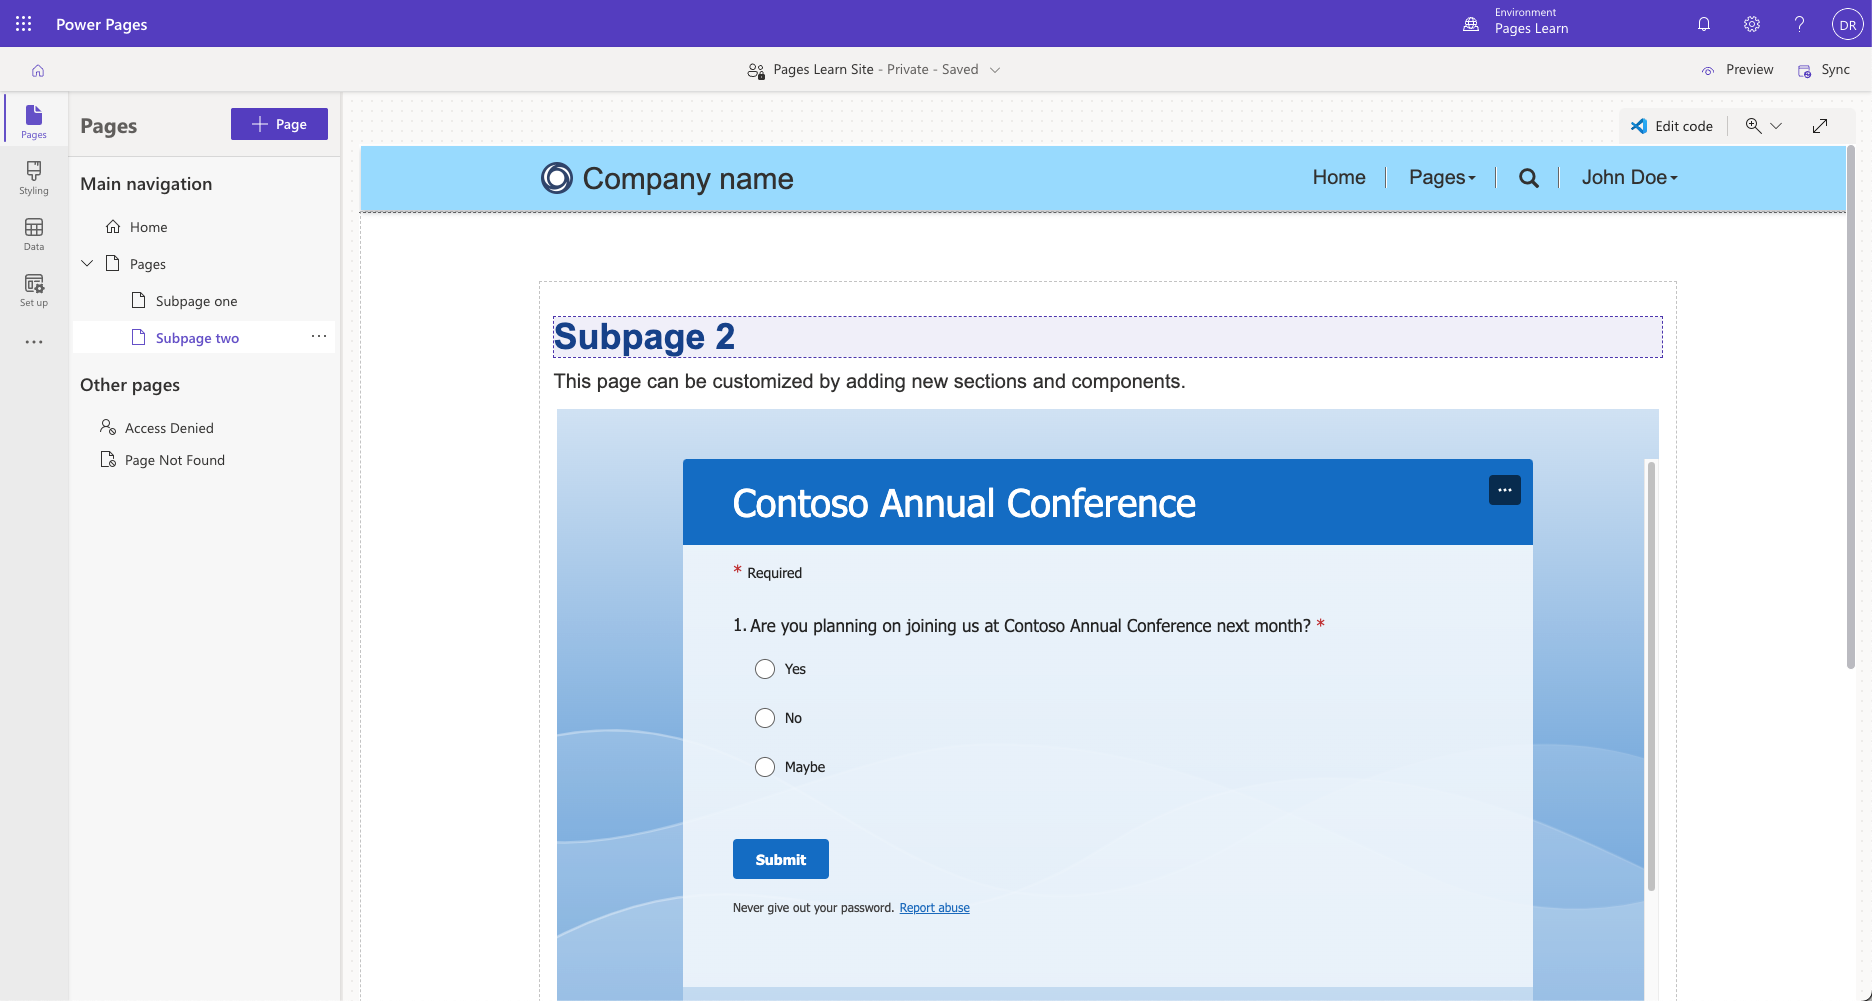 Power Pages
Environment
Pages Learn
DR
Pages Learn Site - Private - Saved
Preview
Sync
Pages
Styling
Data
Set up
Pages
Page
Main navigation
Home
Pages
Subpage one
Subpage two
Other pages
Access Denied
Page Not Found
Edit code
Company name
Home
Pages
John Doe
Subpage 2
This page can be customized by adding new sections and components.
Contoso Annual Conference
* Required
1. Are you planning on joining us at Contoso Annual Conference next month? *
Yes
No
Maybe
Submit
Never give out your password. Report abuse